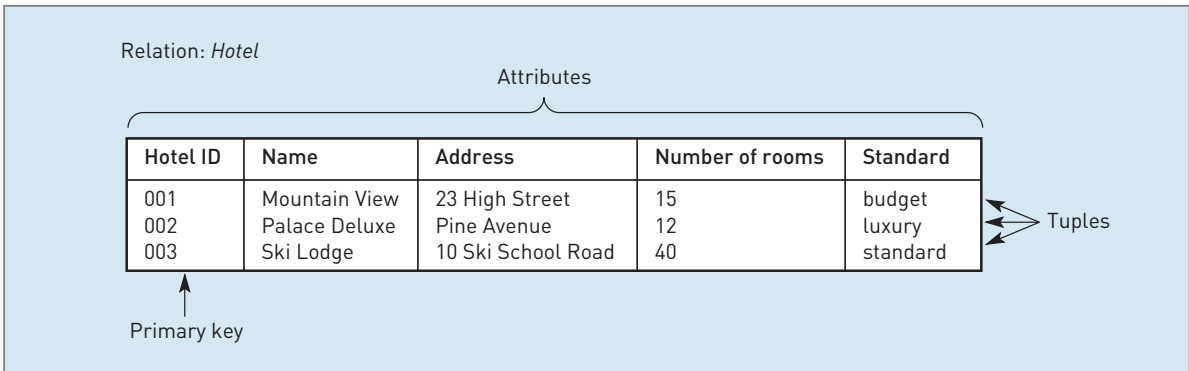 Relation: Hotel
Attributes
Hotel ID Name Address Number of rooms Standard
001 Mountain View 23 High Street 15 budget
002 Palace Deluxe Pine Avenue 12 luxury
003 Ski Lodge 10 Ski School Road 40 standard
Tuples
Primary key